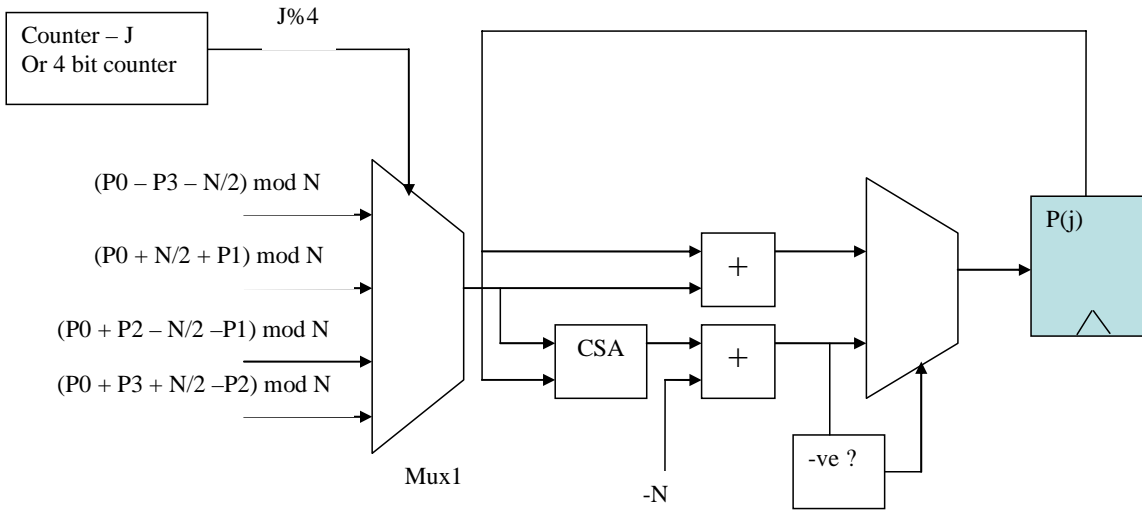 J%4
Counter – J
Or 4 bit counter
(P0 – P3 – N/2) mod N
P(j)
(P0 + N/2 + P1) mod N
+
(P0 + P2 – N/2 –P1) mod N
CSA
+
(P0 + P3 + N/2 –P2) mod N
-ve ?
Mux1
-N